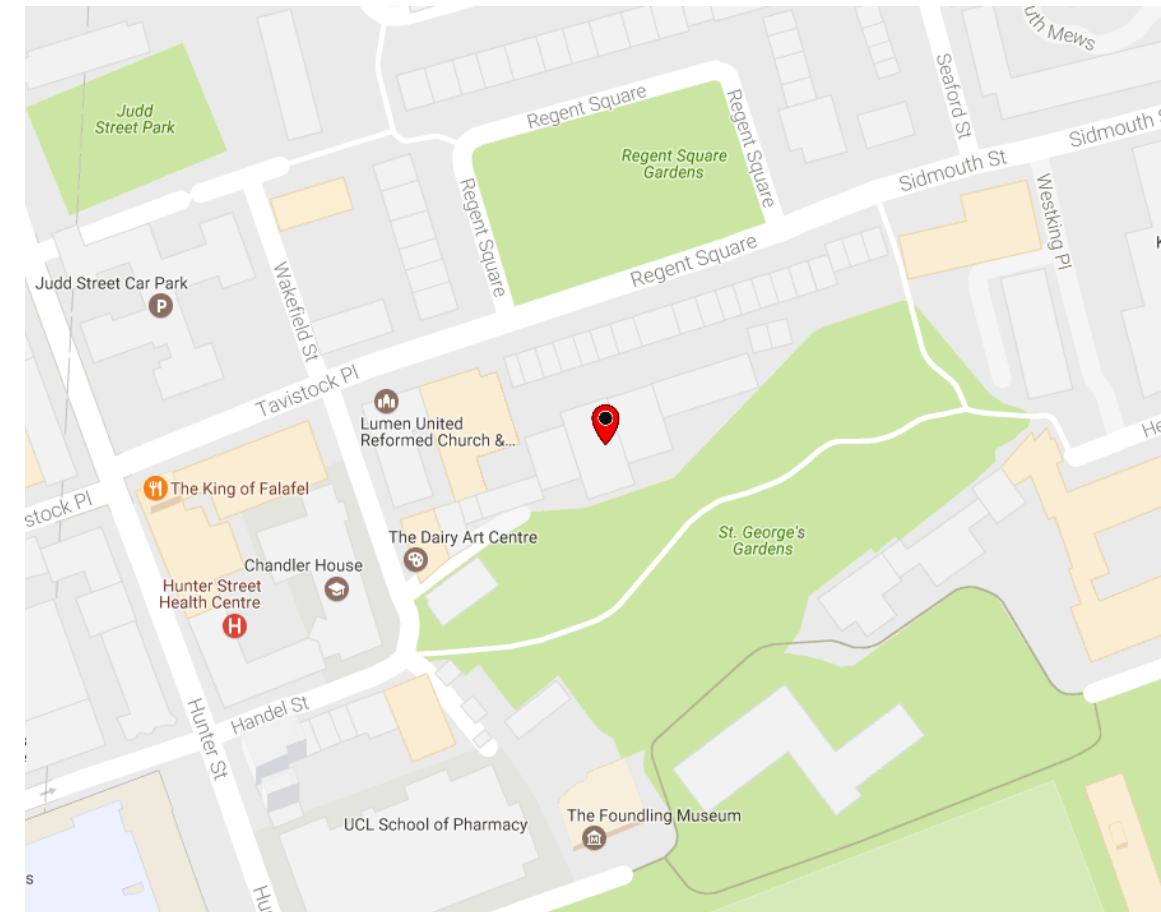 uth Mews
Judd
Street Park
Regent Square
Regent Square
Seaford St
Sidmouth
Regent Square
Gardens
Sidmouth St
Regent Square
Westking Pl
Regent Square
Judd Street Car Park
P
Wakefield St
Tavistock Pl
Lumen United
Reformed Church &...
He
The King of Falafel
stock Pl
The Dairy Art Centre
St. George's
Gardens
Chandler House
Hunter Street
Health Centre
H
Handel St
Hunter St
UCL School of Pharmacy
The Foundling Museum
M
s
Hu